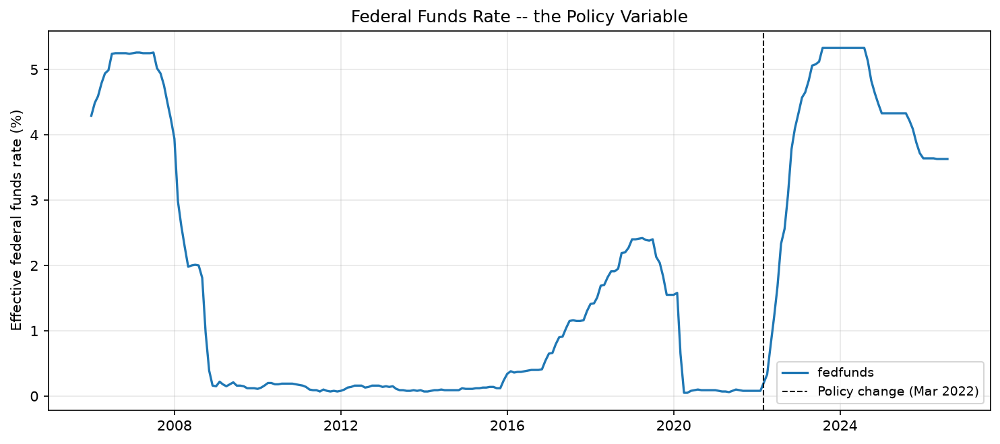 Federal Funds Rate -- the Policy Variable
Effective federal funds rate (%)
5
4
3
2
1
0
2008
2012
2016
2020
2024
fedfunds
Policy change (Mar 2022)